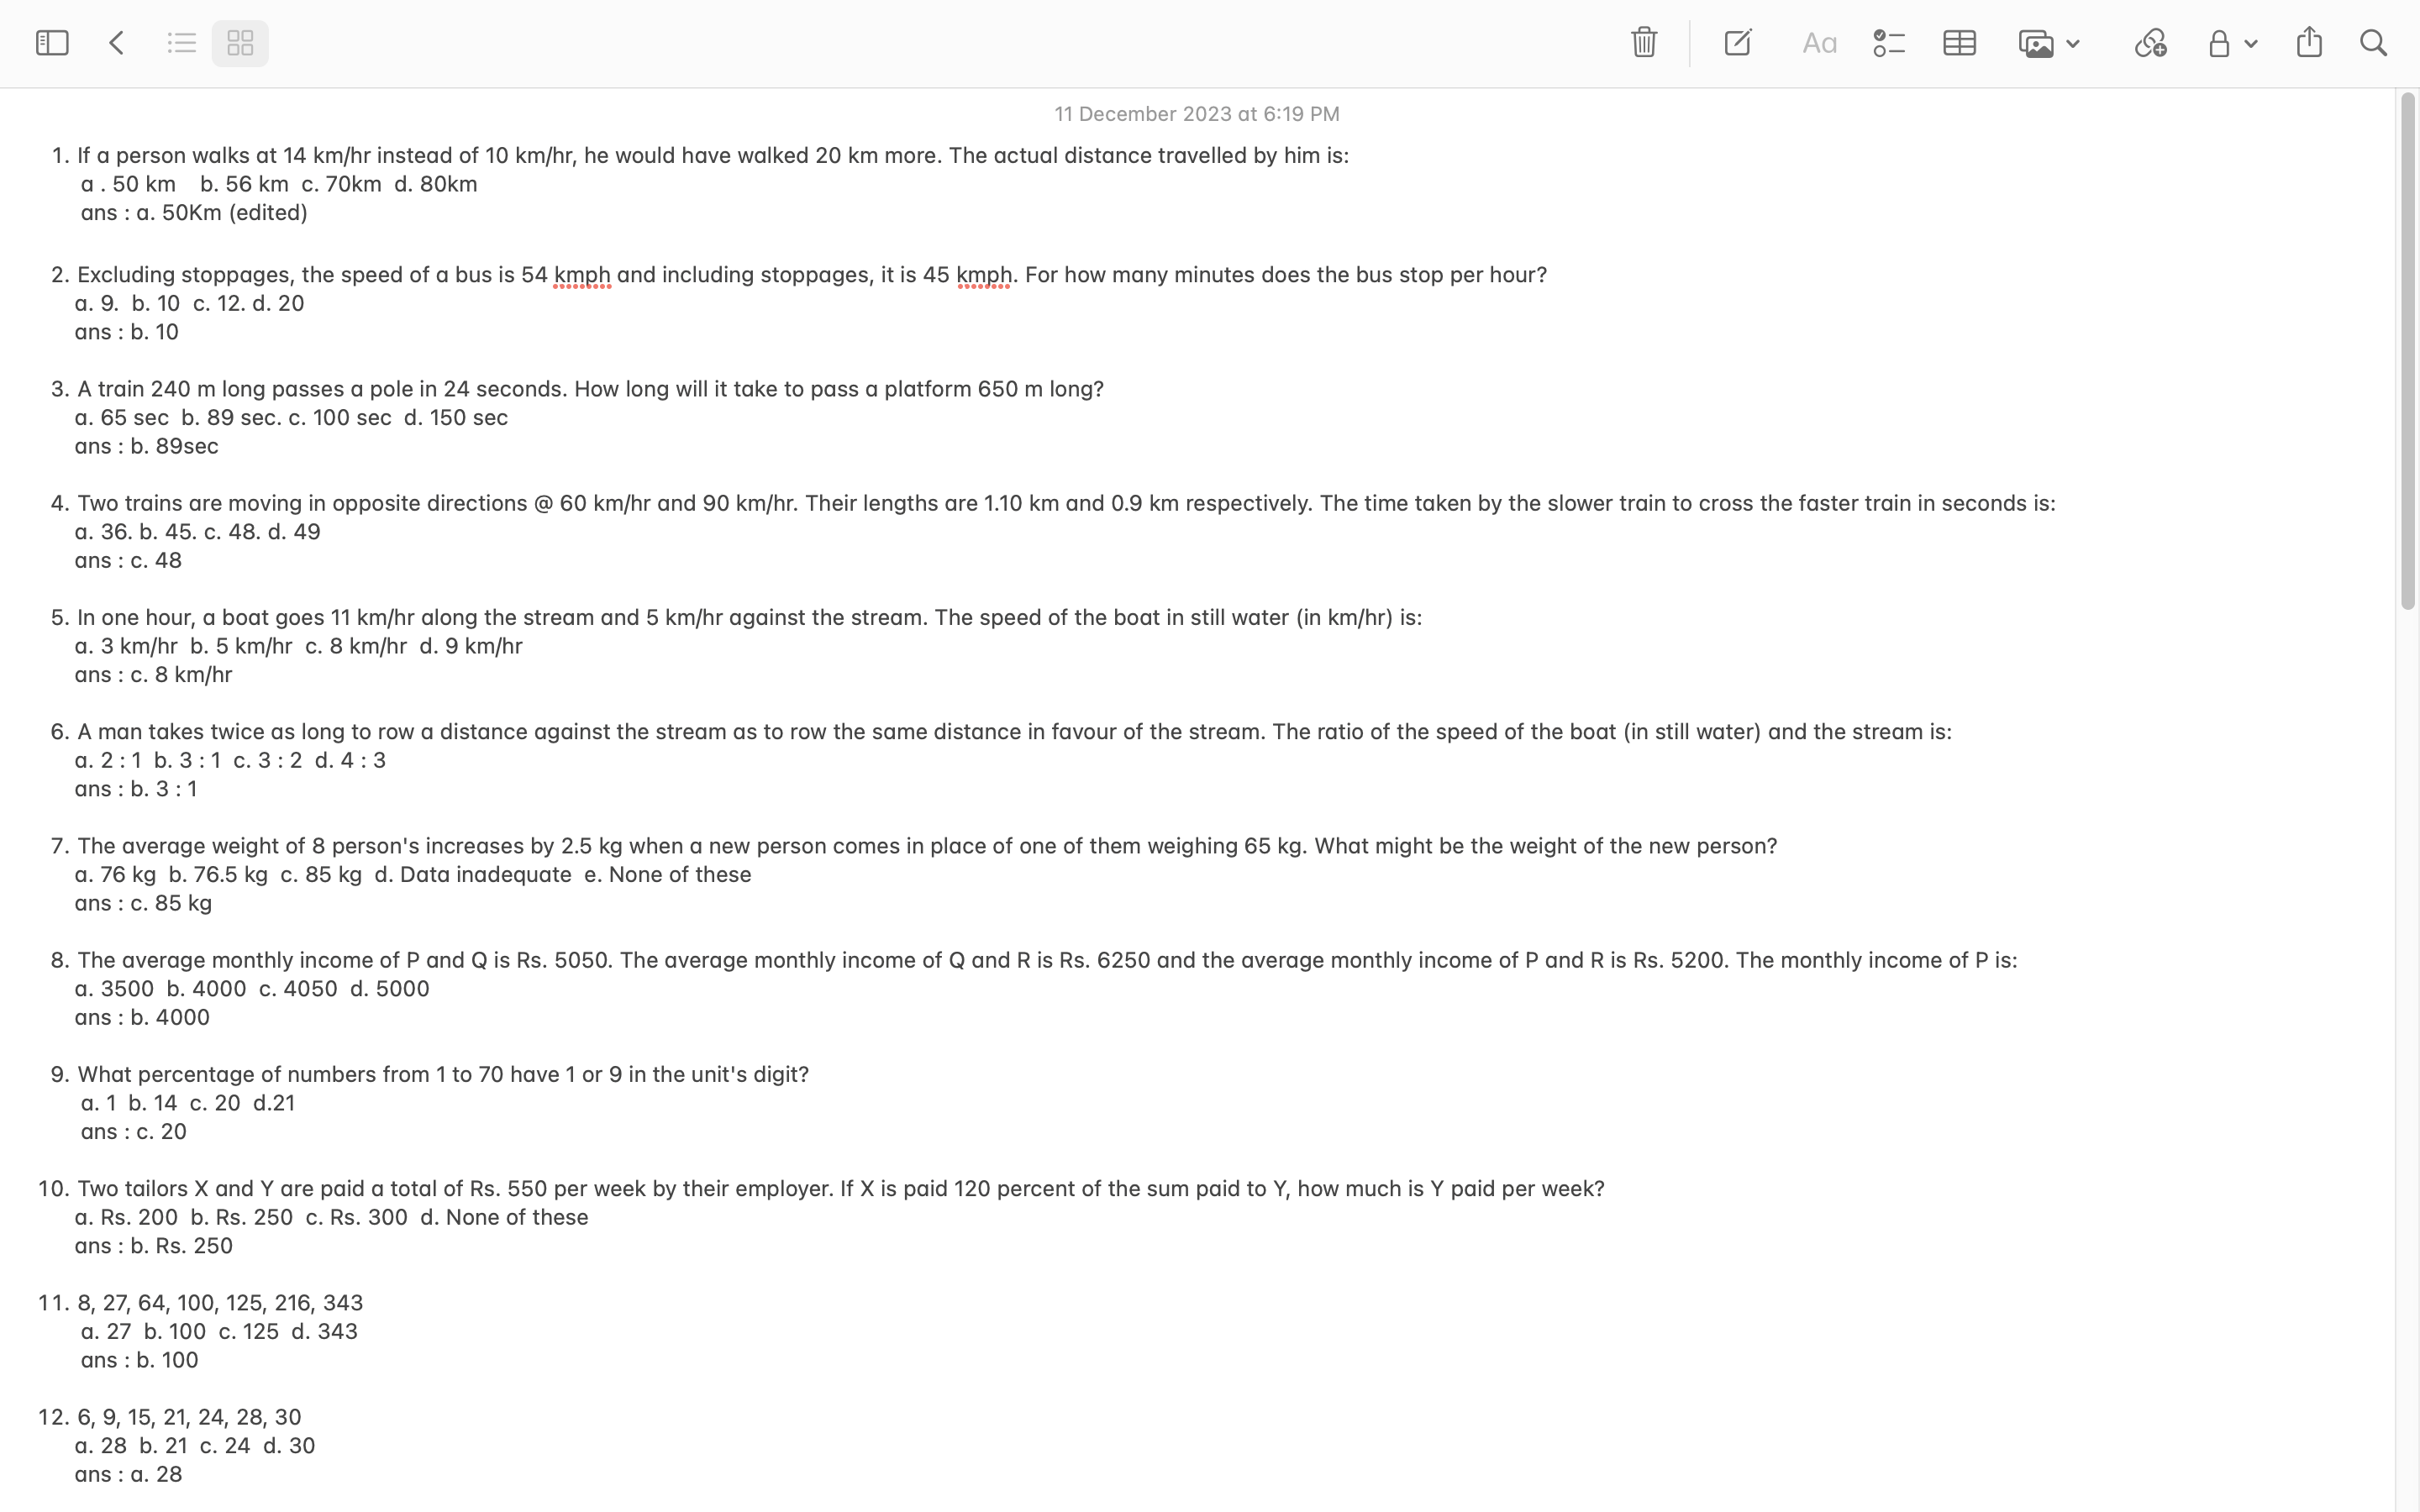 Aa
11 December 2023 at 6:19 PM
1. If a person walks at 14 km/hr instead of 10 km/hr, he would have walked 20 km more. The actual distance travelled by him is:
a . 50 km b. 56 km c. 70km d. 80km
ans : a. 50Km (edited)
2. Excluding stoppages, the speed of a bus is 54 kmph and including stoppages, it is 45 kmph. For how many minutes does the bus stop per hour?
a. 9. b. 10 c. 12. d. 20
ans : b. 10
3. A train 240 m long passes a pole in 24 seconds. How long will it take to pass a platform 650 m long?
a. 65 sec b. 89 sec. c. 100 sec d. 150 sec
ans : b. 89sec
4. Two trains are moving in opposite directions @ 60 km/hr and 90 km/hr. Their lengths are 1.10 km and 0.9 km respectively. The time taken by the slower train to cross the faster train in seconds is:
a. 36. b. 45. c. 48. d. 49
ans : c. 48
5. In one hour, a boat goes 11 km/hr along the stream and 5 km/hr against the stream. The speed of the boat in still water (in km/hr) is:
a. 3 km/hr b. 5 km/hr c. 8 km/hr d. 9 km/hr
ans : c. 8 km/hr
6. A man takes twice as long to row a distance against the stream as to row the same distance in favour of the stream. The ratio of the speed of the boat (in still water) and the stream is:
a. 2 : 1 b. 3 : 1 c. 3 : 2 d. 4 : 3
ans : b. 3 : 1
7. The average weight of 8 person's increases by 2.5 kg when a new person comes in place of one of them weighing 65 kg. What might be the weight of the new person?
a. 76 kg b. 76.5 kg c. 85 kg d. Data inadequate e. None of these
ans : c. 85 kg
8. The average monthly income of P and Q is Rs. 5050. The average monthly income of Q and R is Rs. 6250 and the average monthly income of P and R is Rs. 5200. The monthly income of P is:
a. 3500 b. 4000 c. 4050 d. 5000
ans : b. 4000
9. What percentage of numbers from 1 to 70 have 1 or 9 in the unit's digit?
a. 1 b. 14 c. 20 d.21
ans : c. 20
10. Two tailors X and Y are paid a total of Rs. 550 per week by their employer. If X is paid 120 percent of the sum paid to Y, how much is Y paid per week?
a. Rs. 200 b. Rs. 250 c. Rs. 300 d. None of these
ans : b. Rs. 250
11. 8, 27, 64, 100, 125, 216, 343
a. 27 b. 100 c. 125 d. 343
ans : b. 100
12. 6, 9, 15, 21, 24, 28, 30
a. 28 b. 21 c. 24 d. 30
ans : a. 28